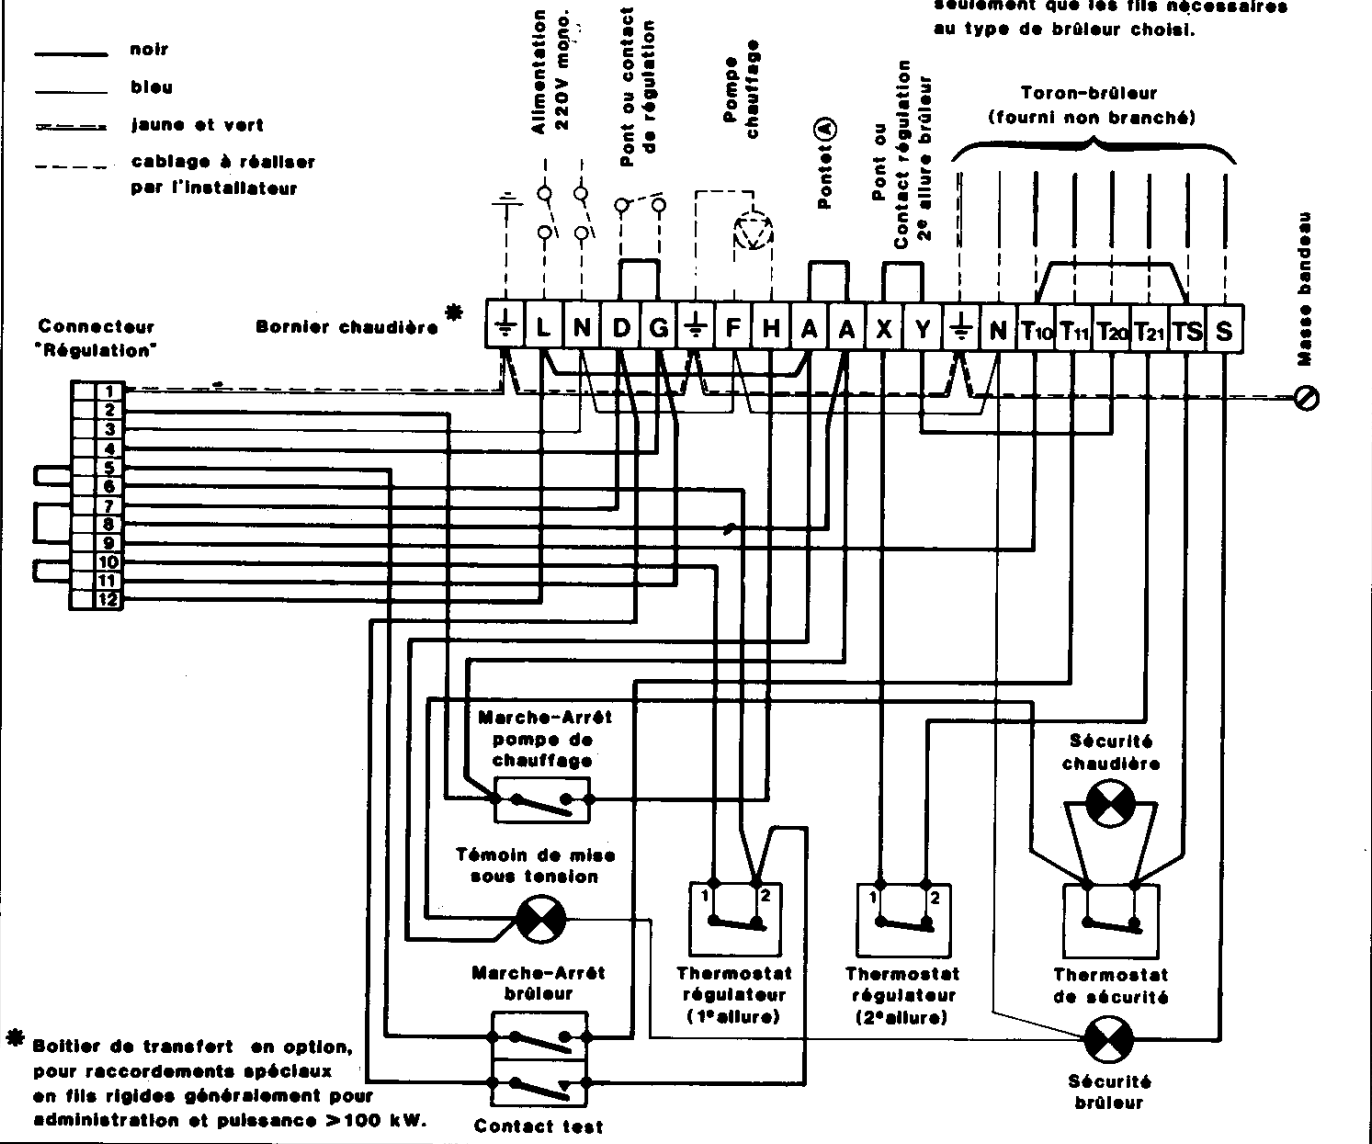 seulement que les fils nécessaires
au type de brûleur choisi.
noir
bleu
jaune et vert
cablage à réaliser
par l'installateur
Alimentation
220V mono.
Pont ou contact
de régulation
Pompe
chauffage
Pontet Ⓐ
Pont ou
Contact régulation
2e allure brûleur
Toron-brûleur
(fourni non branché)
Masse bandeau
Connecteur
"Régulation"
Bornier chaudière *
L N D G F H A A X Y N T10 T11 T20 T21 TS S
1
2
3
4
5
6
7
8
9
10
11
12
Marche-Arrêt
pompe de
chauffage
Sécurité
chaudière
Témoin de mise
sous tension
1 2
1 2
Marche-Arrêt
brûleur
Thermostat
régulateur
(1e allure)
Thermostat
régulateur
(2e allure)
Thermostat
de sécurité
* Boitier de transfert en option,
pour raccordements spéciaux
en fils rigides généralement pour
administration et puissance >100 kW.
Contact test
Sécurité
brûleur